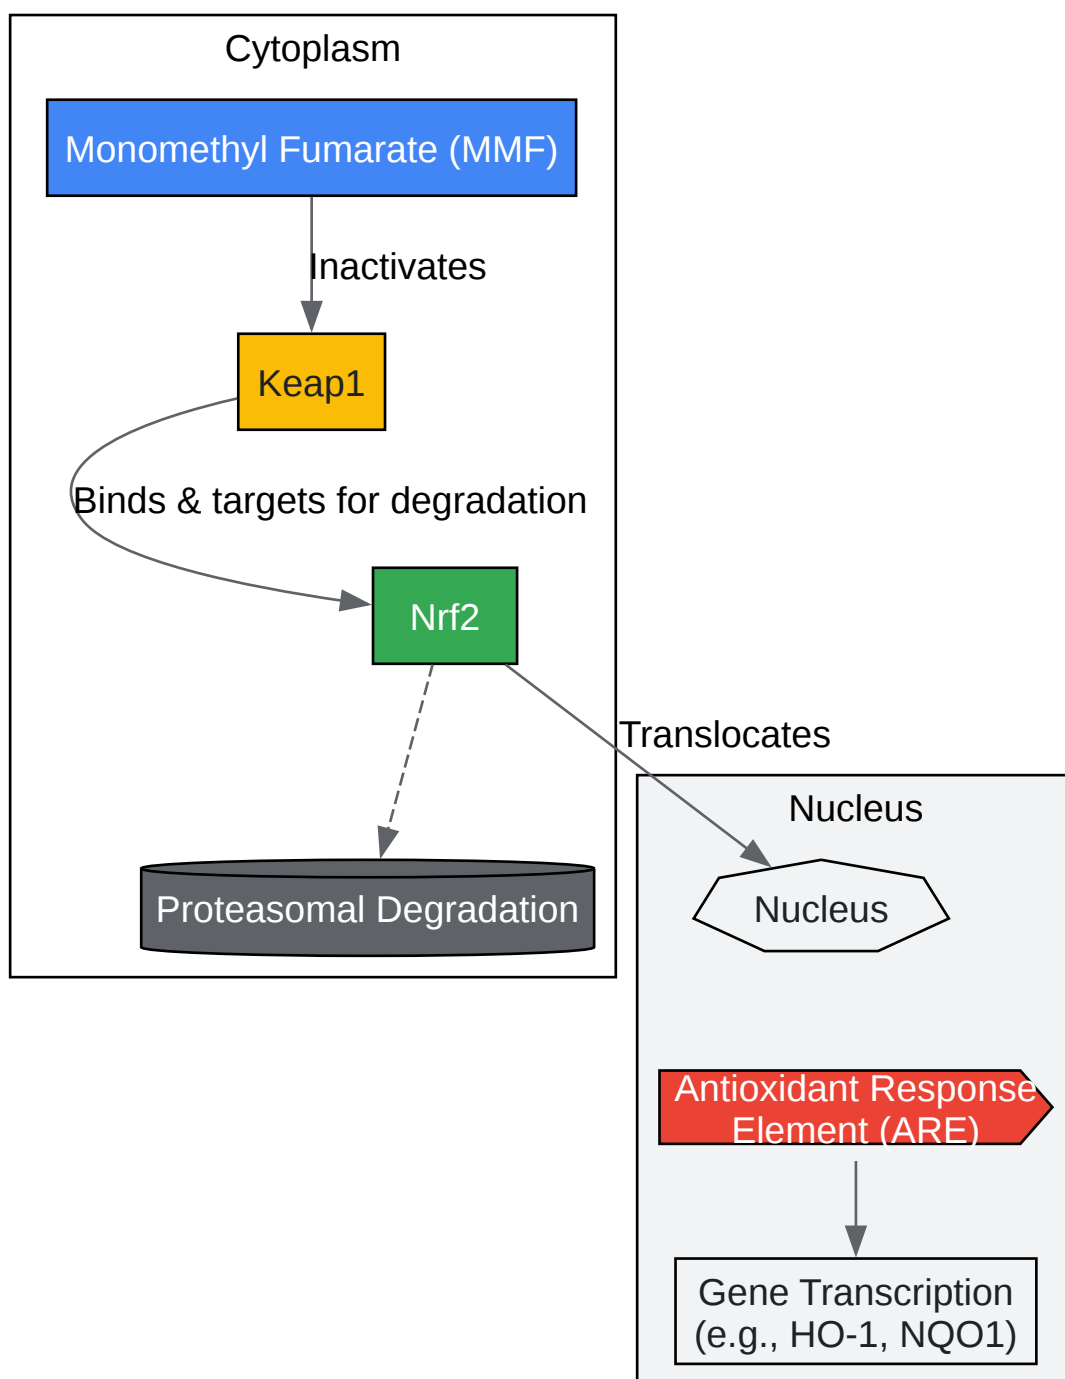 Cytoplasm
Monomethyl Fumarate (MMF)
Inactivates
Keap1
Binds & targets for degradation
Nrf2
Translocates
Nucleus
Proteasomal Degradation
Nucleus
Antioxidant Response
Element (ARE)
Gene Transcription
(e.g., HO-1, NQO1)